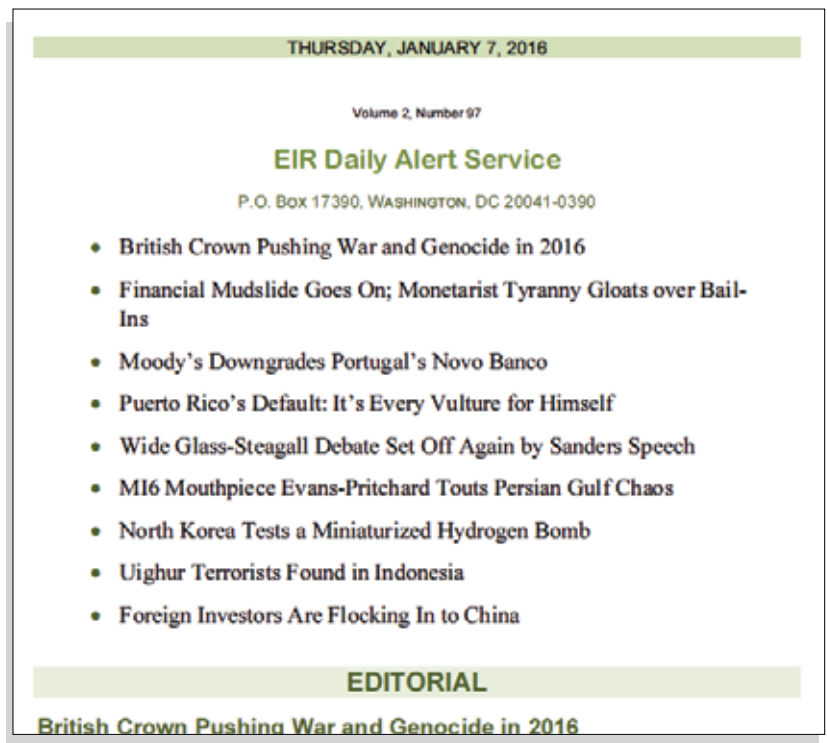 THURSDAY, JANUARY 7, 2016
Volume 2, Number 97
EIR Daily Alert Service
P.O. BOX 17390, WASHINGTON, DC 20041-0390
• British Crown Pushing War and Genocide in 2016
• Financial Mudslide Goes On; Monetarist Tyranny Gloats over Bail-
Ins
• Moody's Downgrades Portugal's Novo Banco
• Puerto Rico's Default: It's Every Vulture for Himself
• Wide Glass-Steagall Debate Set Off Again by Sanders Speech
• MI6 Mouthpiece Evans-Pritchard Touts Persian Gulf Chaos
• North Korea Tests a Miniaturized Hydrogen Bomb
• Uighur Terrorists Found in Indonesia
• Foreign Investors Are Flocking In to China
EDITORIAL
British Crown Pushing War and Genocide in 2016